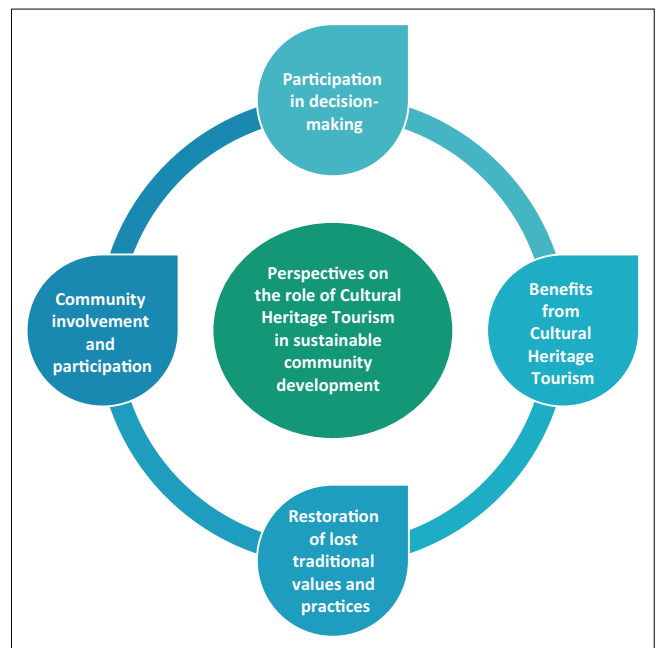 Participation
in decision-
making
Perspectives on
the role of Cultural
Heritage Tourism
in sustainable
community
development
Community
involvement
and
participation
Benefits
from
Cultural
Heritage
Tourism
Restoration
of lost
traditional
values and
practices